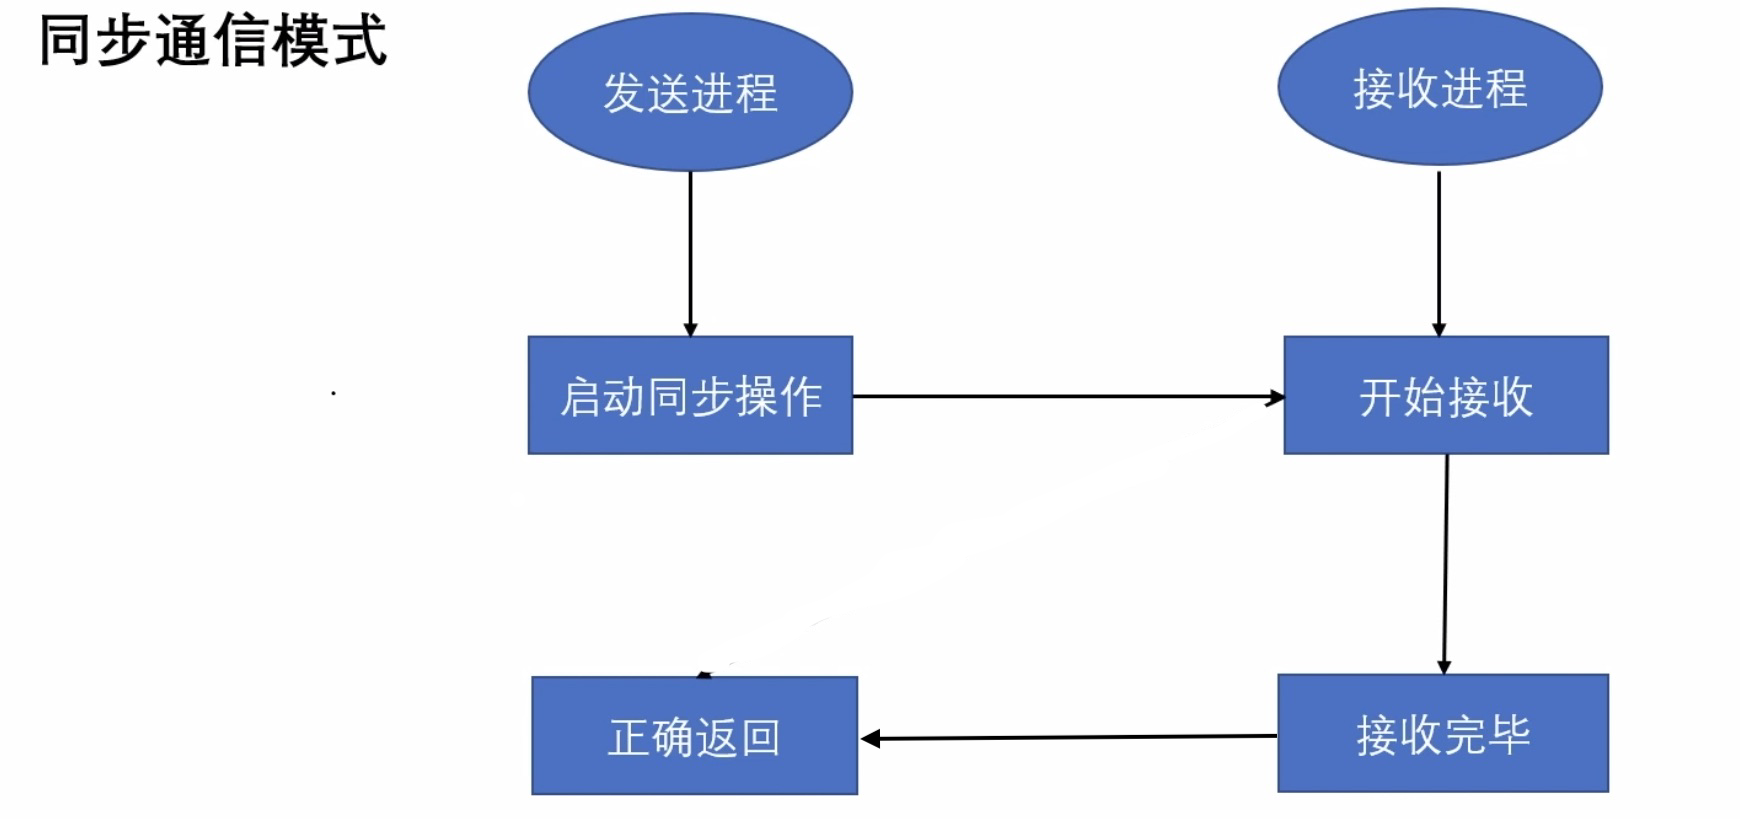 同步通信模式
发送进程
接收进程
启动同步操作
开始接收
正确返回
接收完毕